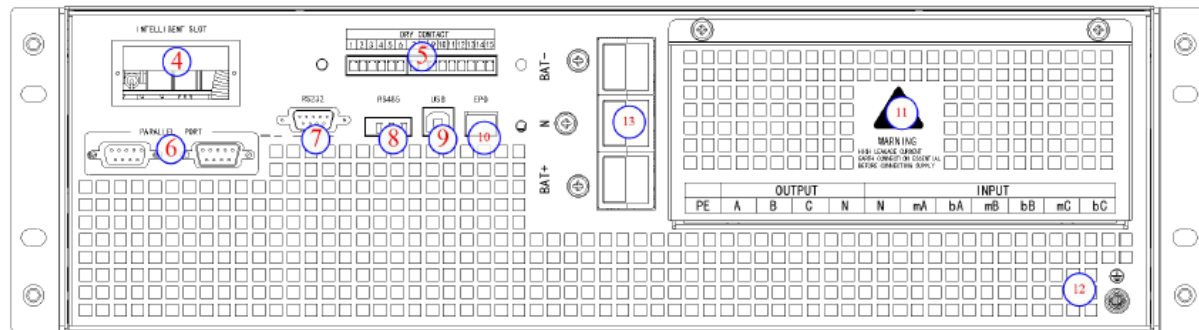 INTELLIGENT SLOT
4
DRY CONTACT
1 2 3 4 5 6 9 10 11 12 13 14 15
5
BAT-
N
BAT+
13
RS232
7
RS485
8
USB
9
EPO
10
PARALLEL PORT
6
11
WARNING
HIGH LEAKAGE CURRENT
EARTH CONNECTION ESSENTIAL
BEFORE CONNECTING SUPPLY
OUTPUT INPUT
PE A B C N N mA bA mB bB mC bC
12